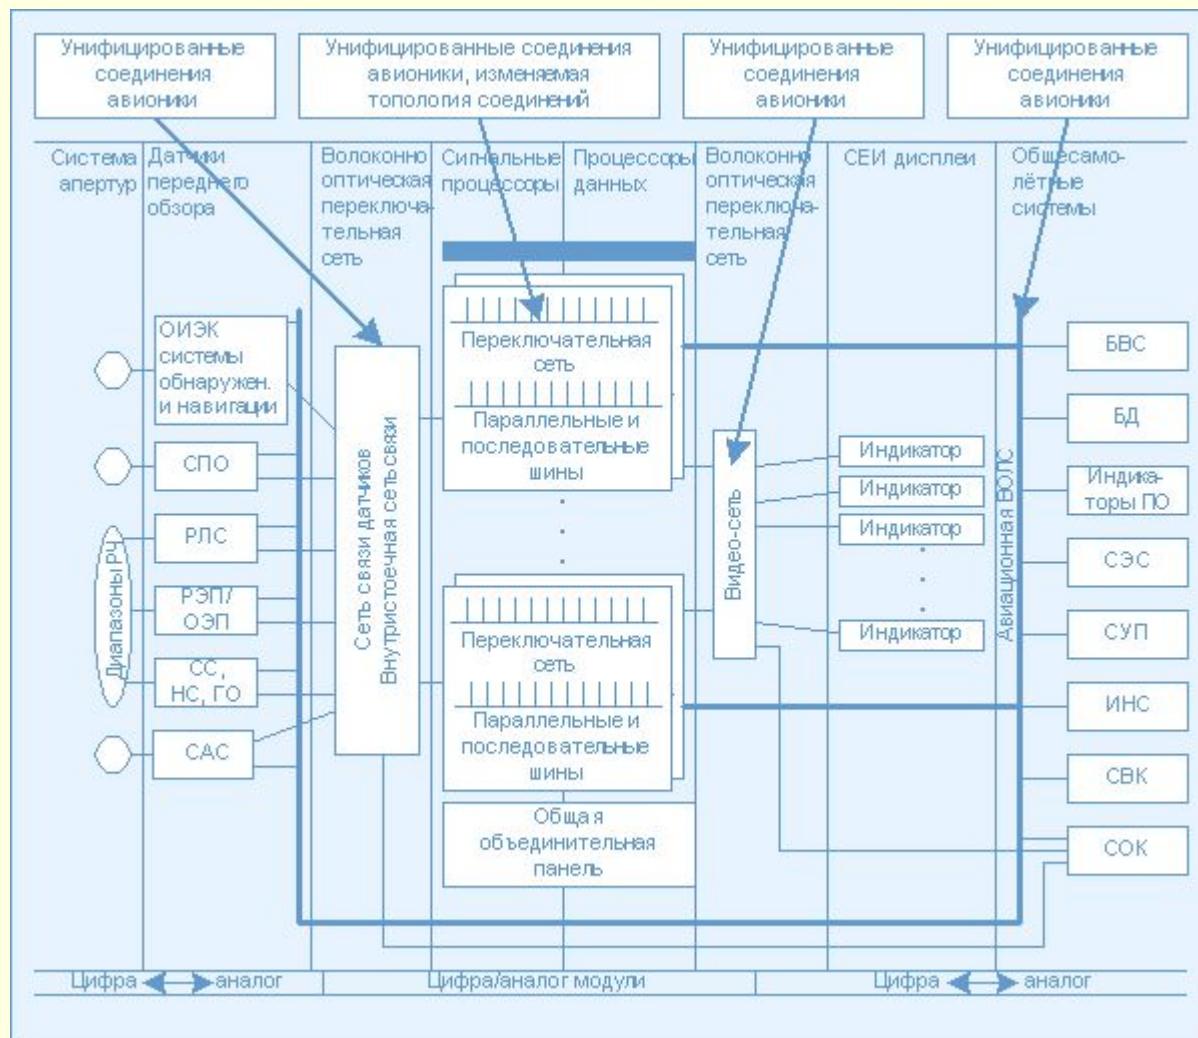 Унифицированные
соединения
авионики
Унифицированные соединения
авионики, изменяемая
топология соединений
Унифицированные
соединения
авионики
Унифицированные
соединения
авионики
Система
апертур
Датчики
переднего
обзора
Волоконно
оптическая
переключа-
тельная
сеть
Сигнальные
процессоры
Процессоры
данных
Волоконно
оптическая
переключа-
тельная
сеть
СЕИ дисплеи
Общесамо-
лётные
системы
ОИЭК
системы
обнаружен.
и навигации
СПО
РЛС
РЭП/
ОЭП
СС,
НС, ГО
САС
Диапазоны РЧ
Сеть связи датчиков
Внутристоечная сеть связи
Переключательная
сеть
Параллельные и
последовательные
шины
Переключательная
сеть
Параллельные и
последовательные
шины
Общая
объединительная
панель
Видео-сеть
Индикатор
Индикатор
Индикатор
Индикатор
Авиационная ВОЛС
БВС
БД
Индика-
торы ПО
СЭС
СУП
ИНС
СВК
СОК
Цифра аналог
Цифра/аналог модули
Цифра аналог